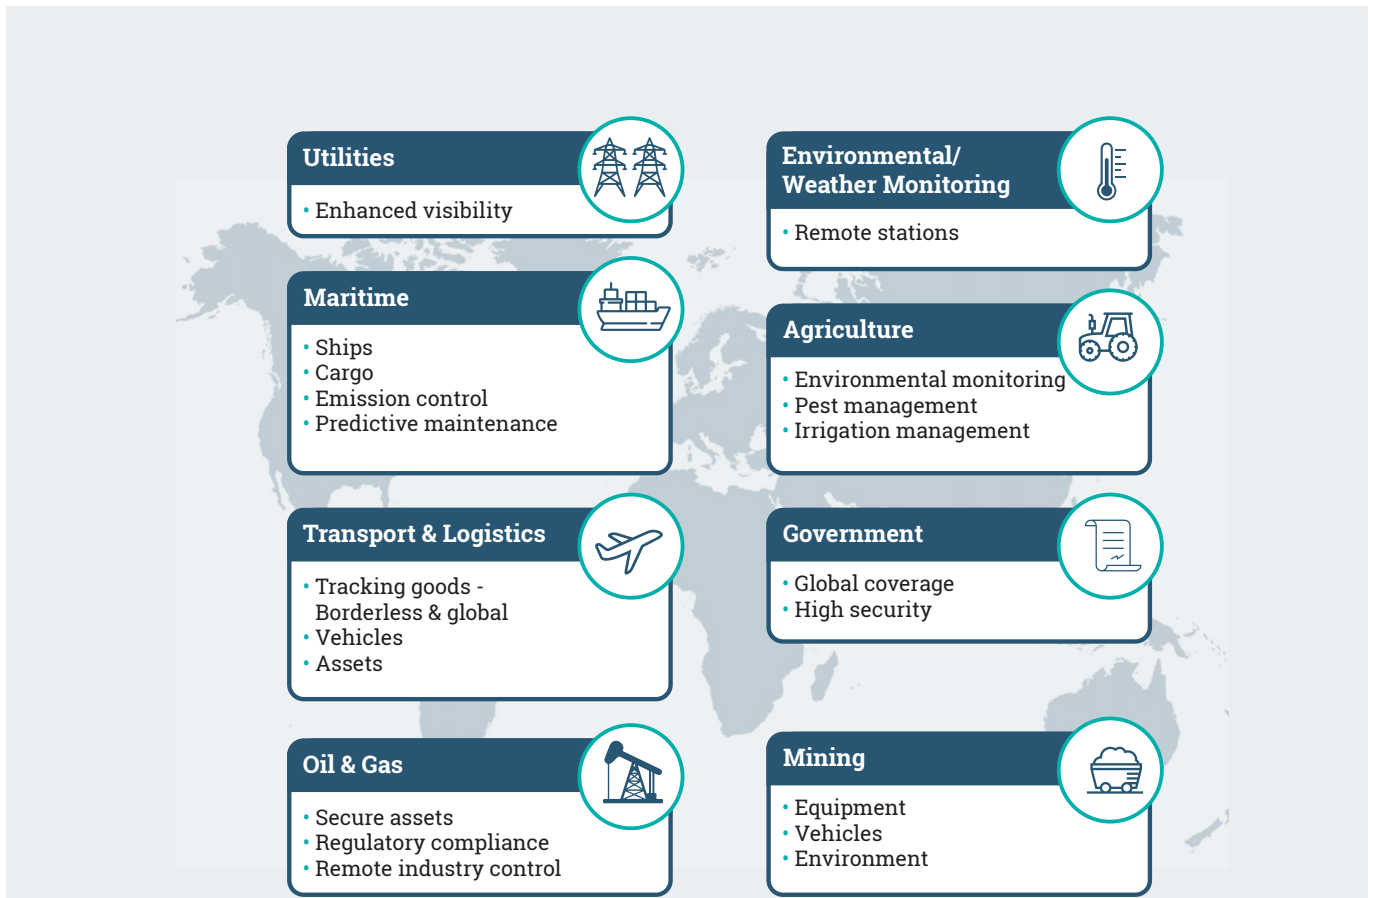 Utilities
• Enhanced visibility
Maritime
• Ships
• Cargo
• Emission control
• Predictive maintenance
Transport & Logistics
• Tracking goods -
Borderless & global
• Vehicles
• Assets
Oil & Gas
• Secure assets
• Regulatory compliance
• Remote industry control
Environmental/
Weather Monitoring
• Remote stations
Agriculture
• Environmental monitoring
• Pest management
• Irrigation management
Government
• Global coverage
• High security
Mining
• Equipment
• Vehicles
• Environment